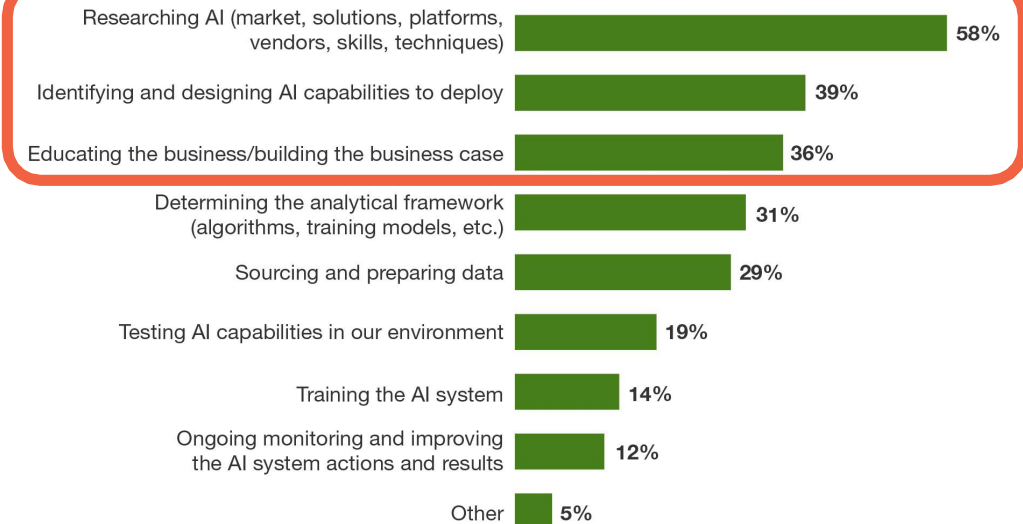 Researching AI (market, solutions, platforms,
vendors, skills, techniques)
58%
Identifying and designing AI capabilities to deploy
39%
Educating the business/building the business case
36%
Determining the analytical framework
(algorithms, training models, etc.)
31%
Sourcing and preparing data
29%
Testing AI capabilities in our environment
19%
Training the AI system
14%
Ongoing monitoring and improving
the AI system actions and results
12%
Other
5%